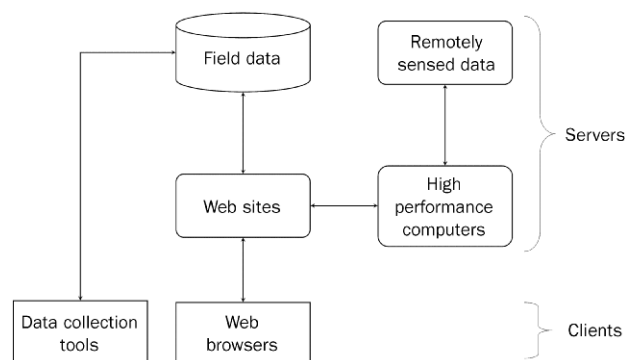 Field data
Remotely
sensed data
Servers
Web sites
High
performance
computers
Data collection
tools
Web
browsers
Clients